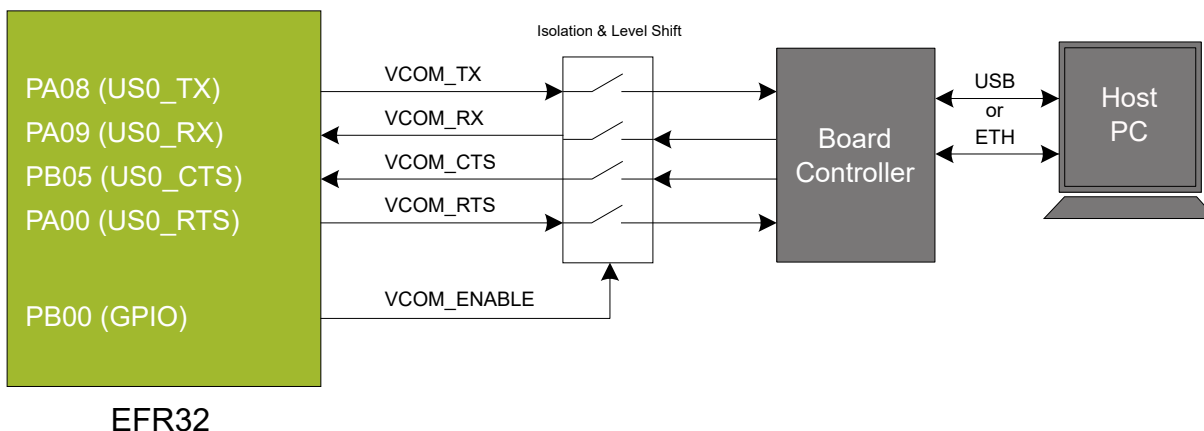 Isolation & Level Shift
PA08 (US0_TX)
VCOM_TX
PA09 (US0_RX)
VCOM_RX
PB05 (US0_CTS)
VCOM_CTS
PA00 (US0_RTS)
VCOM_RTS
PB00 (GPIO)
VCOM_ENABLE
Board
Controller
USB
or
ETH
Host
PC
EFR32